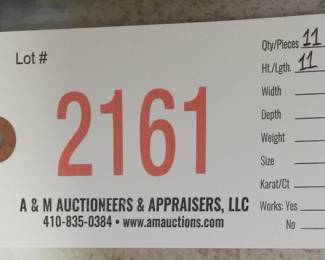 Lot #
2161
A & M AUCTIONEERS & APPRAISERS, LLC
410-835-0384 • www.amauctions.com
Qty/Pieces 11
Ht./Lgth. 11
Width
Depth
Weight
Size
Karat/Ct
Works: Yes
No